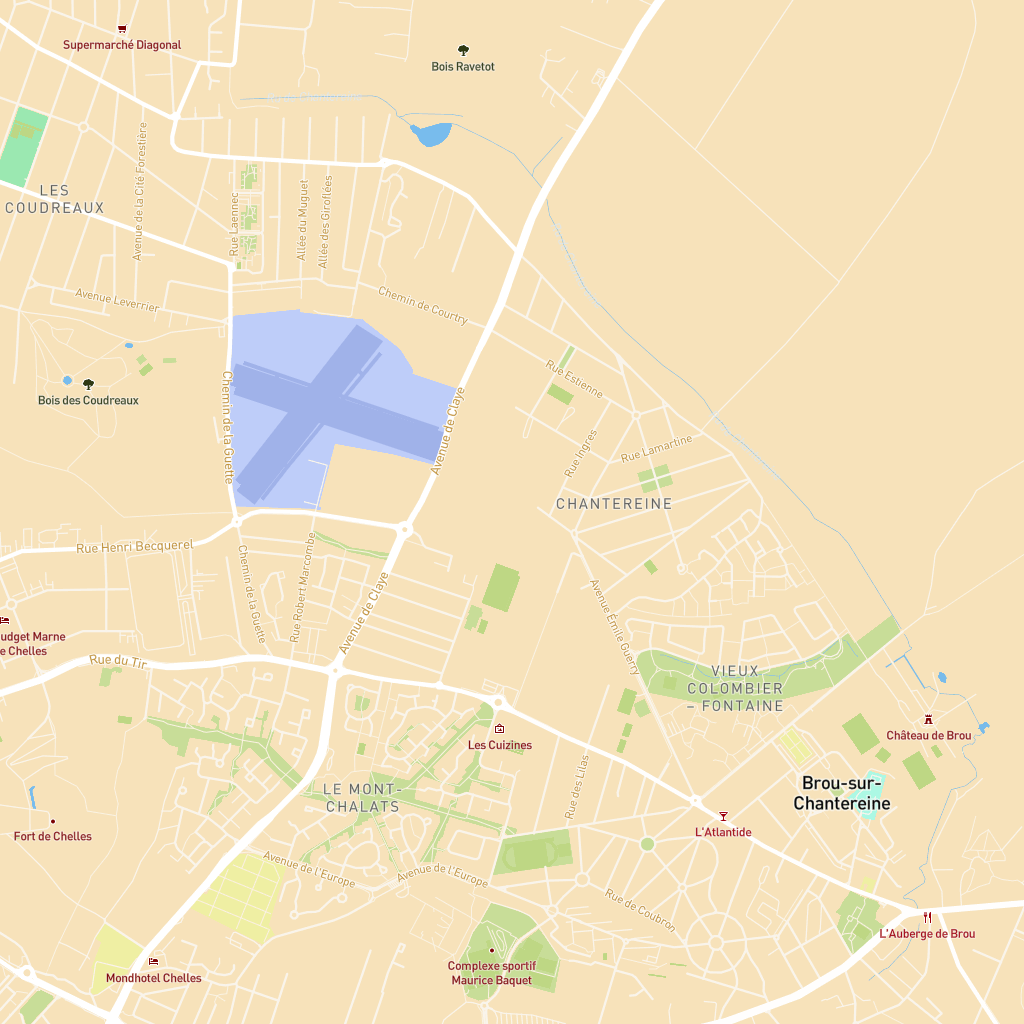 Supermarché Diagonal
Bois Ravetot
Avenue de la Cité Forestière
LES
COUDREAUX
Rue Laennec
Allée du Muguet
Allée des Giroflées
Avenue Leverrier
Chemin de Courtry
Bois des Coudreaux
Chemin de la Guette
Avenue de Claye
Rue Estienne
Rue Ingres
Rue Lamartine
CHANTEREINE
Rue Henri Becquerel
Chemin de la Guette
Rue Robert Marcombe
Avenue de Claye
Avenue Émile Guerry
udget Marne
e Chelles
Rue du Tir
VIEUX
COLOMBIER
– FONTAINE
Les Cuizines
Château de Brou
LE MONT-
CHALATS
Rue des Lilas
Brou-sur-
Chantereine
Fort de Chelles
L'Atlantide
Avenue de l'Europe
Avenue de l'Europe
Rue de Coubron
L'Auberge de Brou
Complexe sportif
Maurice Baquet
Mondhotel Chelles